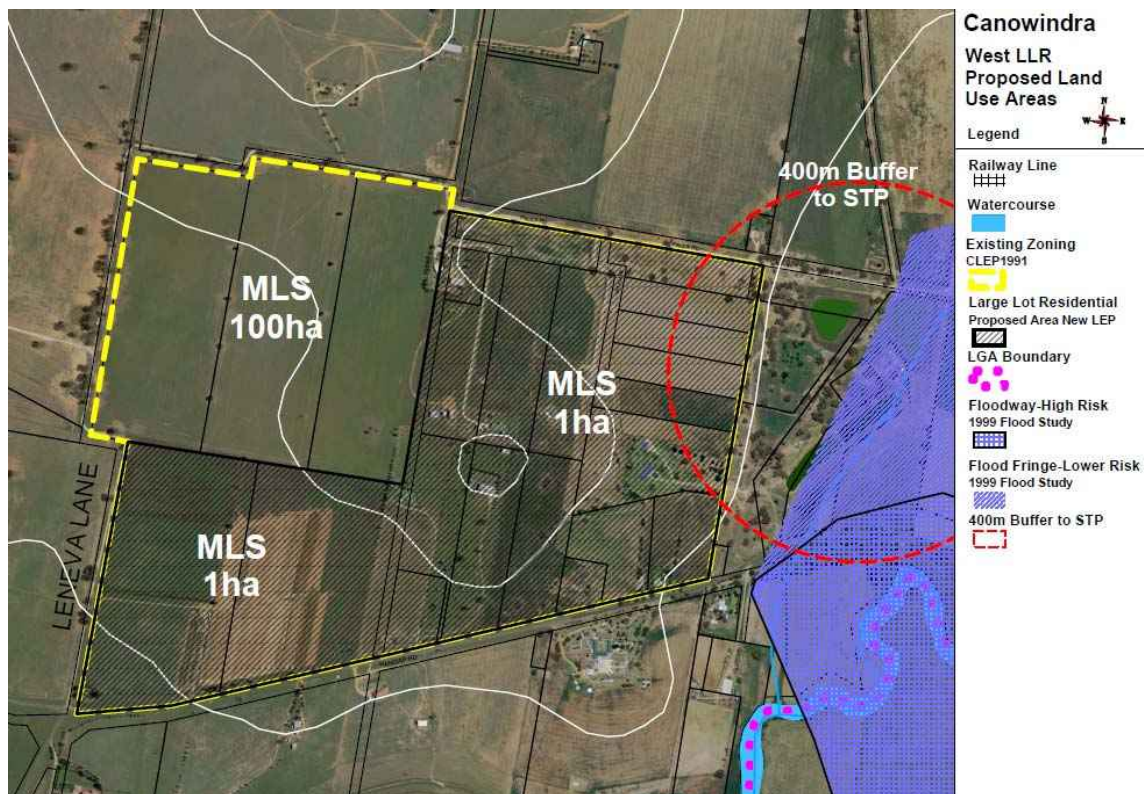 Canowindra
West LLR
Proposed Land
Use Areas
Legend
N
W
E
S
Railway Line
Watercourse
Existing Zoning
CLEP1991
Large Lot Residential
Proposed Area New LEP
LGA Boundary
Floodway-High Risk
1999 Flood Study
Flood Fringe-Lower Risk
1999 Flood Study
400m Buffer to STP
400m Buffer
to STP
MLS
100ha
MLS
1ha
MLS
1ha
LENEVA LANE